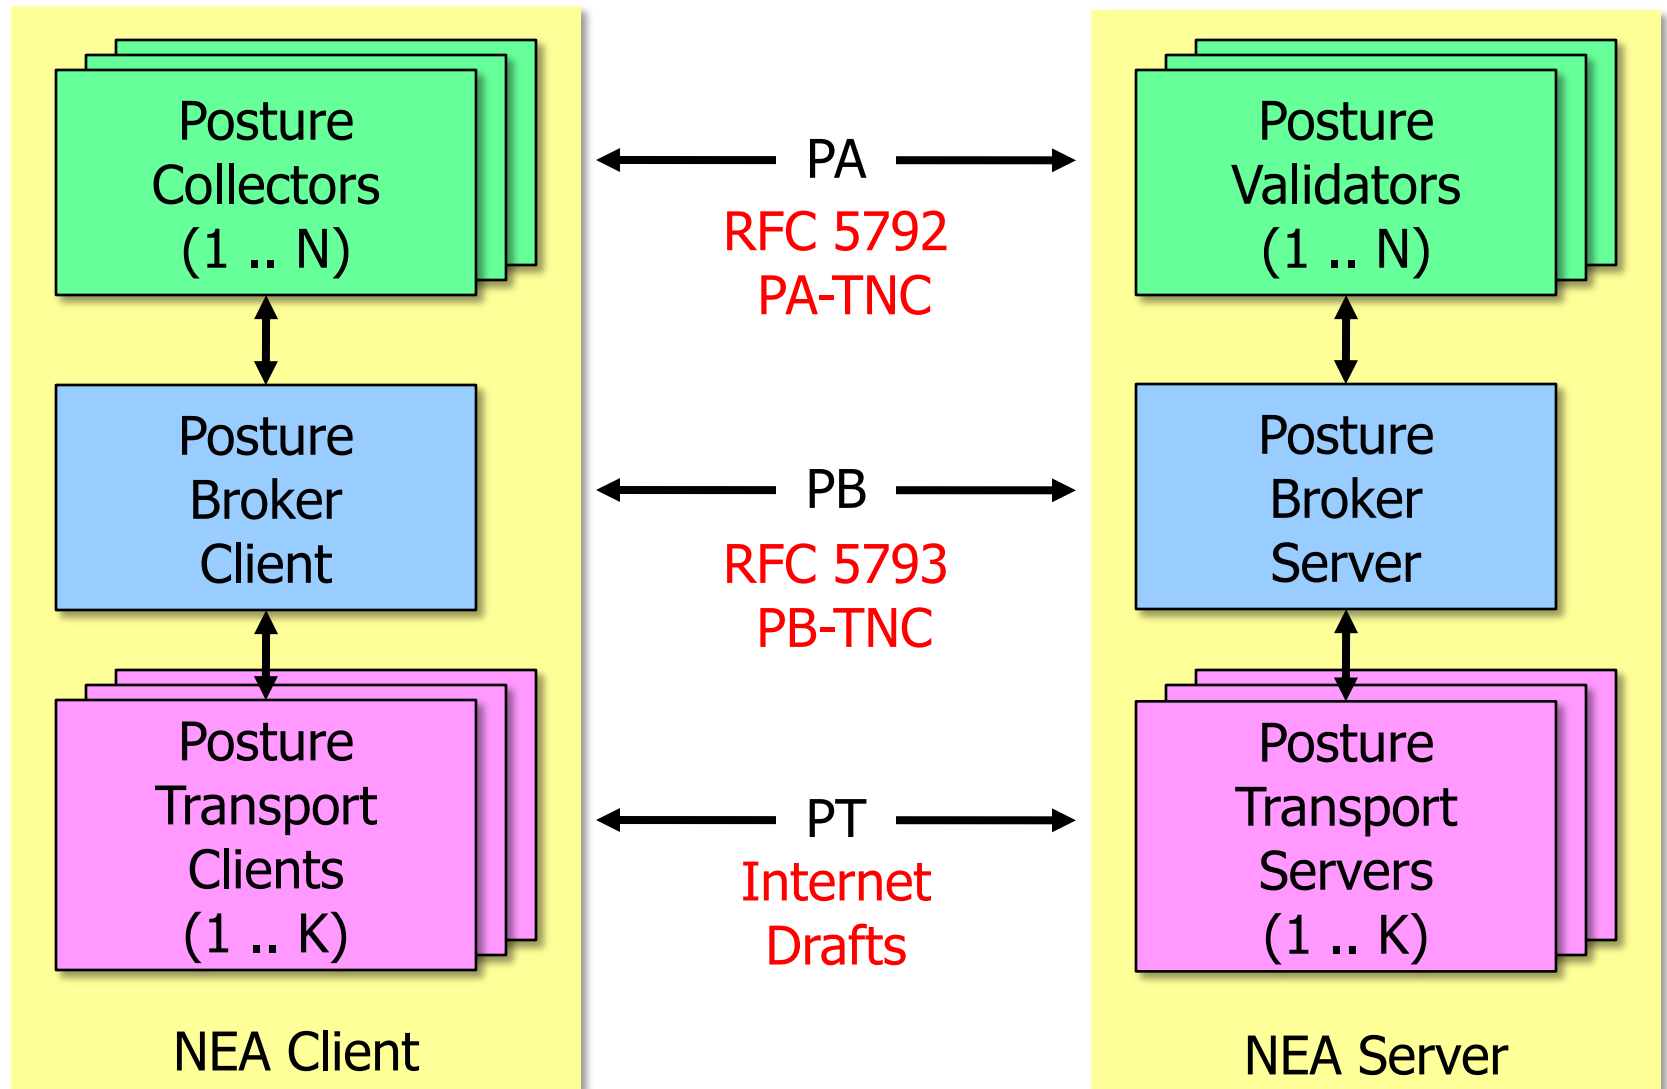 Posture
Collectors
(1 .. N)
Posture
Broker
Client
Posture
Transport
Clients
(1 .. K)
NEA Client
PA
RFC 5792
PA-TNC
PB
RFC 5793
PB-TNC
PT
Internet
Drafts
Posture
Validators
(1 .. N)
Posture
Broker
Server
Posture
Transport
Servers
(1 .. K)
NEA Server